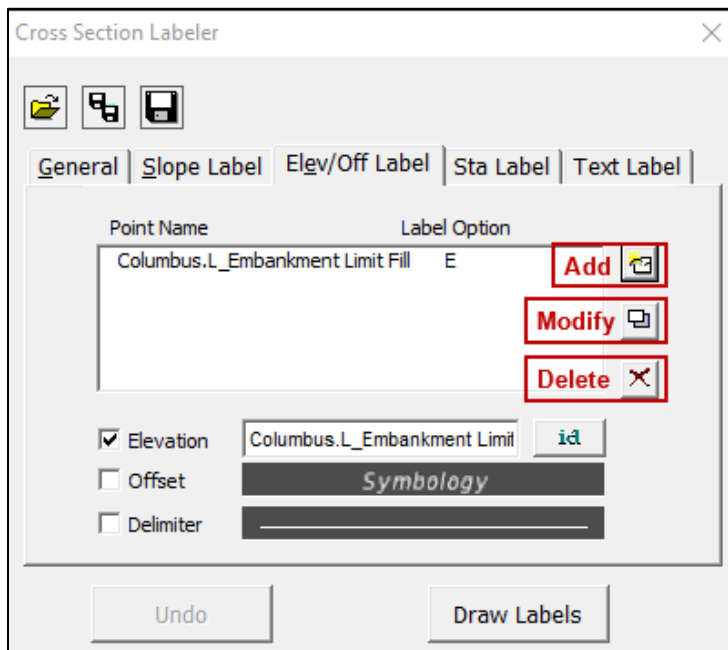 Cross Section Labeler
General Slope Label Elev/Off Label Sta Label Text Label
Point Name Label Option
Columbus.L_Embankment Limit Fill E
Add
Modify
Delete
Elevation Columbus.L_Embankment Limit id
Offset Symbology
Delimiter
Undo Draw Labels